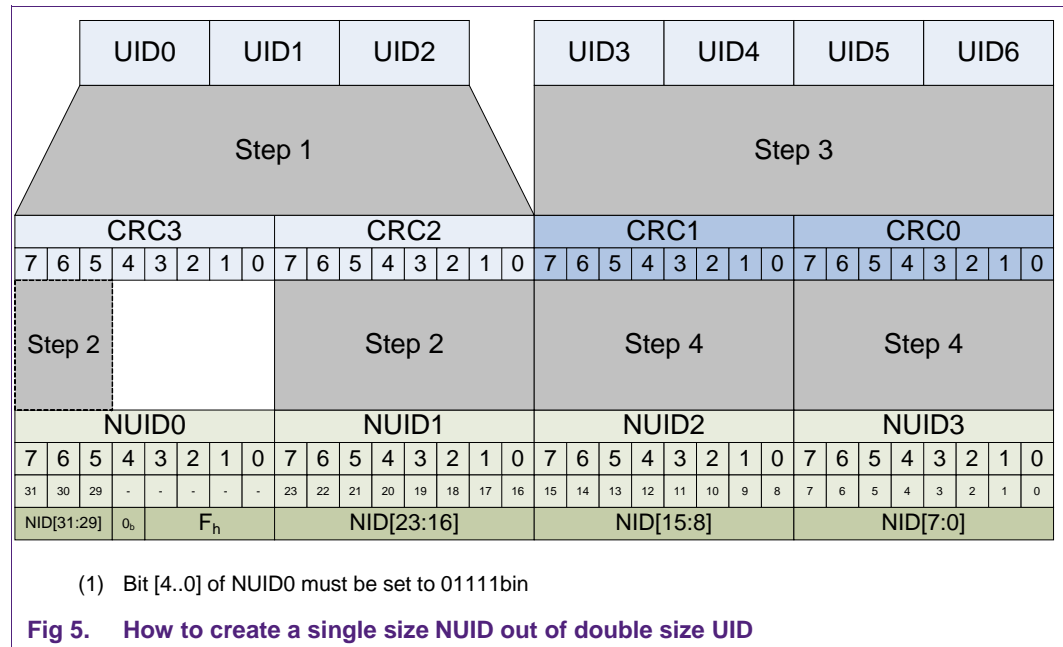 UID0 UID1 UID2 UID3 UID4 UID5 UID6
Step 1 Step 3
CRC3 CRC2 CRC1 CRC0
7 6 5 4 3 2 1 0 7 6 5 4 3 2 1 0 7 6 5 4 3 2 1 0 7 6 5 4 3 2 1 0
Step 2 Step 2 Step 4 Step 4
NUID0 NUID1 NUID2 NUID3
7 6 5 4 3 2 1 0 7 6 5 4 3 2 1 0 7 6 5 4 3 2 1 0 7 6 5 4 3 2 1 0
31 30 29 - - - - - 23 22 21 20 19 18 17 16 15 14 13 12 11 10 9 8 7 6 5 4 3 2 1 0
NID[31:29] 0b Fh NID[23:16] NID[15:8] NID[7:0]
(1) Bit [4..0] of NUID0 must be set to 01111bin
Fig 5. How to create a single size NUID out of double size UID